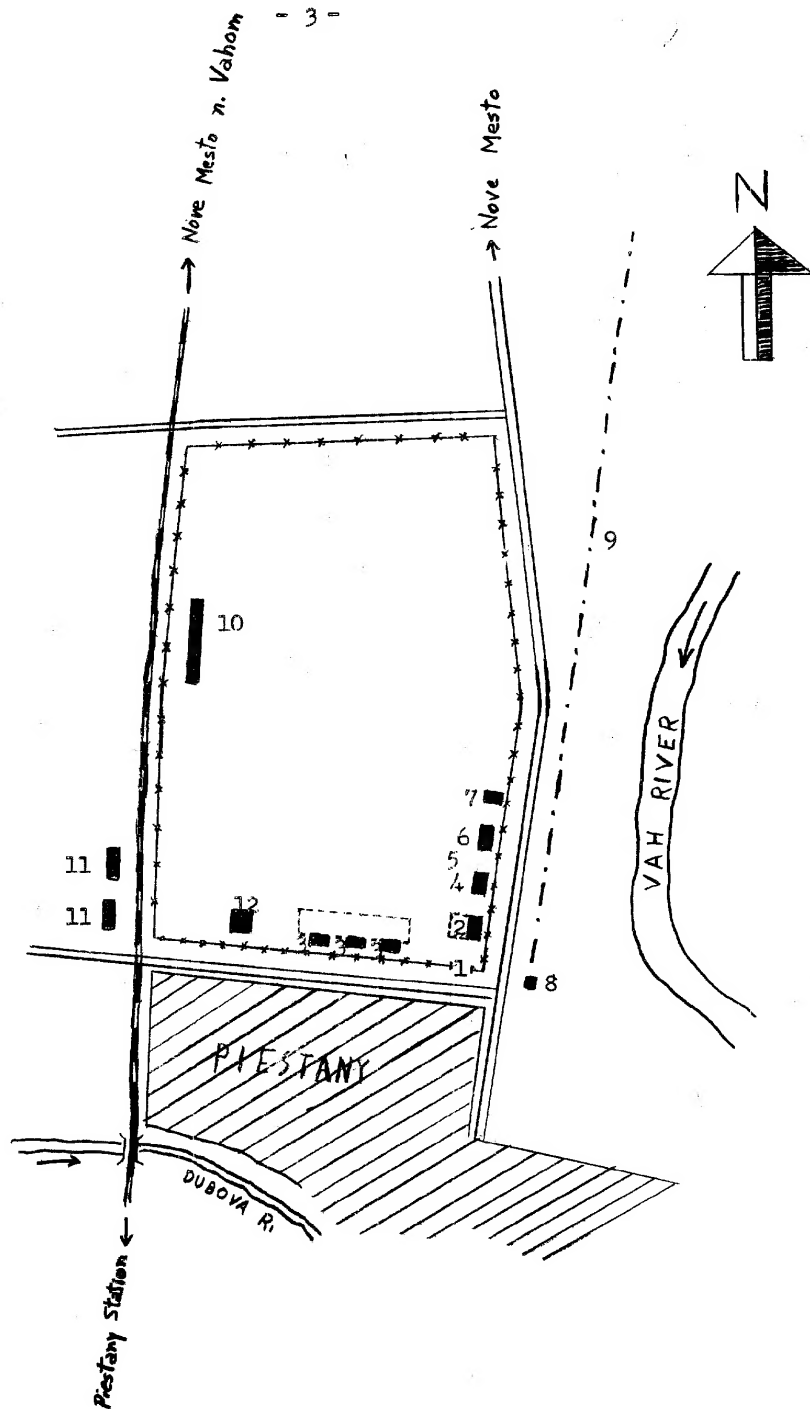 - 3 -
→ Nove Mesto n. Vahom
→ Nove Mesto
N
9
10
VAH RIVER
7
6
5
4
11
11
12
2
3 3 3
1
8
PIESTANY
DUBOVA R.
Piestany Station ←